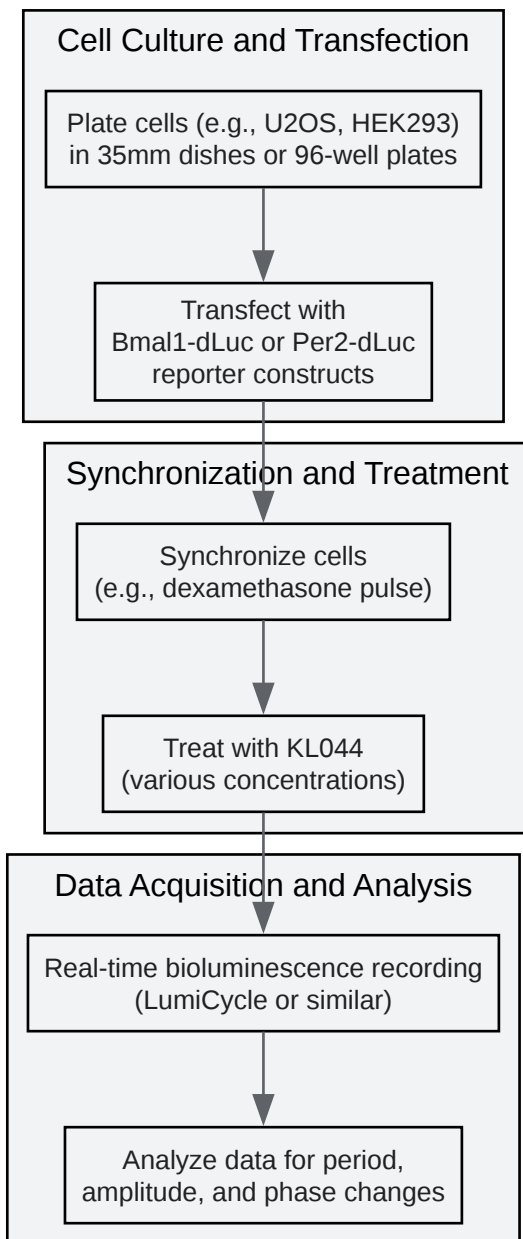 Cell Culture and Transfection
Plate cells (e.g., U2OS, HEK293)
in 35mm dishes or 96-well plates
Transfect with
Bmal1-dLuc or Per2-dLuc
reporter constructs
Synchronization and Treatment
Synchronize cells
(e.g., dexamethasone pulse)
Treat with KL044
(various concentrations)
Data Acquisition and Analysis
Real-time bioluminescence recording
(LumiCycle or similar)
Analyze data for period,
amplitude, and phase changes